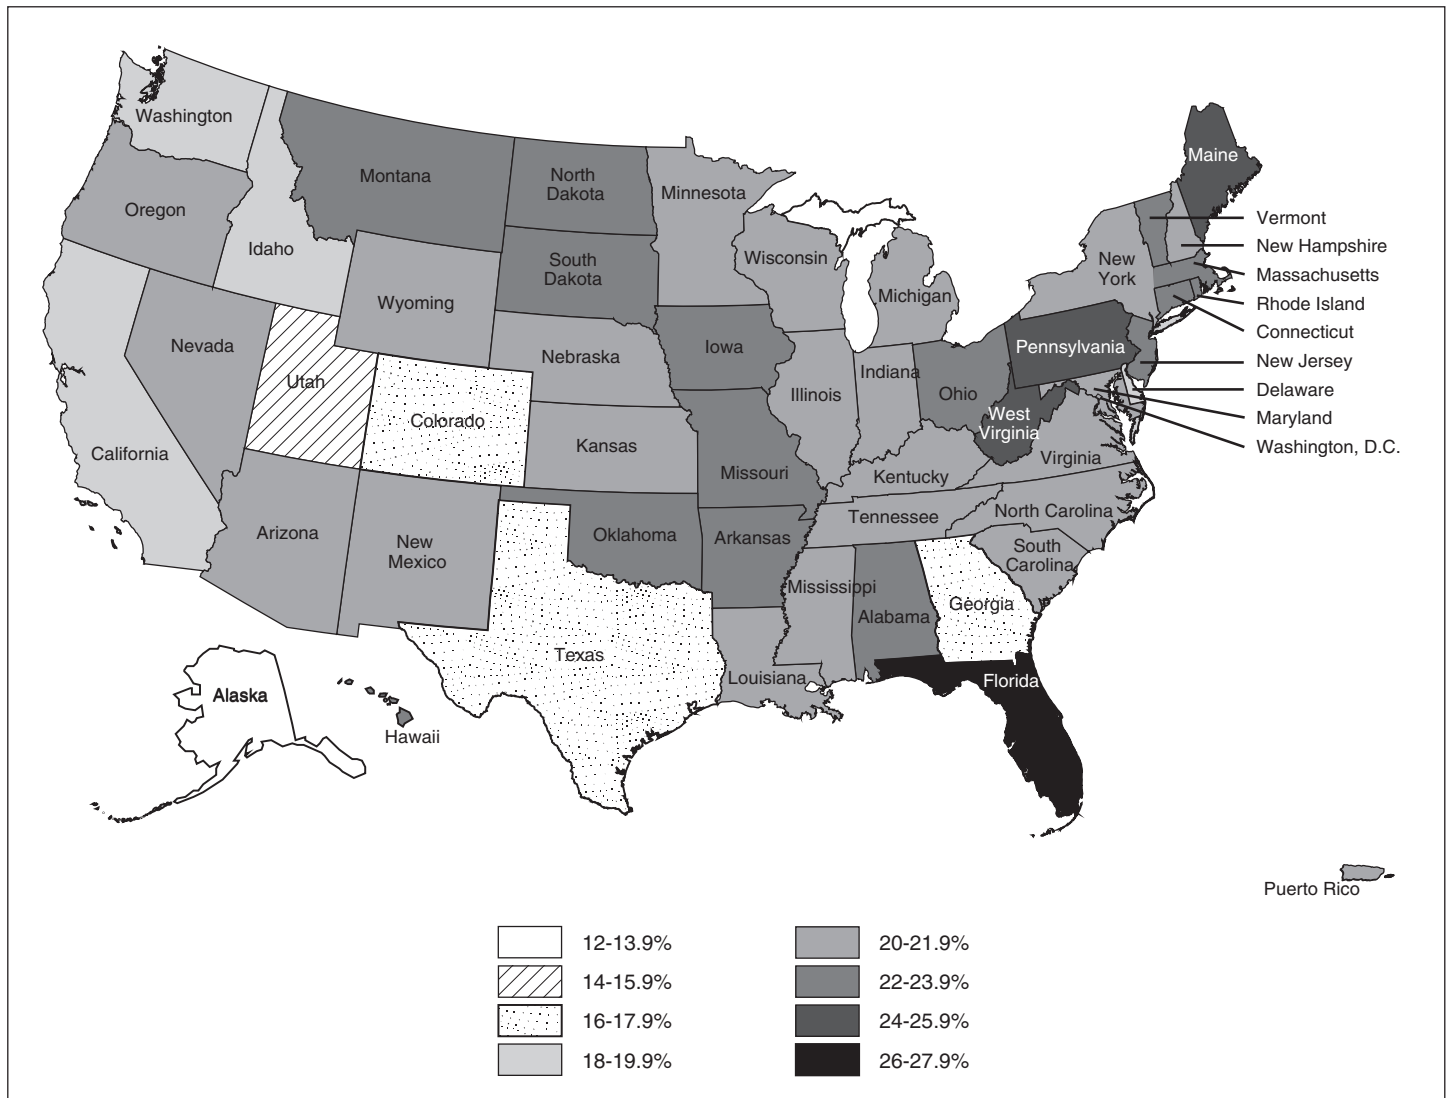 Washington
Maine
Montana
North
Dakota
Minnesota
Oregon
Vermont
Idaho
New Hampshire
Wisconsin
New
York
South
Dakota
Massachusetts
Michigan
Wyoming
Rhode Island
Connecticut
Nevada
Nebraska
Iowa
Pennsylvania
New Jersey
Utah
Illinois
Indiana
Ohio
Delaware
Colorado
West
Virginia
Maryland
California
Kansas
Washington, D.C.
Missouri
Kentucky
Virginia
Arizona
New
Mexico
Oklahoma
Arkansas
Tennessee
North Carolina
South
Carolina
Mississippi
Alabama
Georgia
Texas
Louisiana
Florida
Alaska
Hawaii
Puerto Rico
12-13.9%
14-15.9%
16-17.9%
18-19.9%
20-21.9%
22-23.9%
24-25.9%
26-27.9%